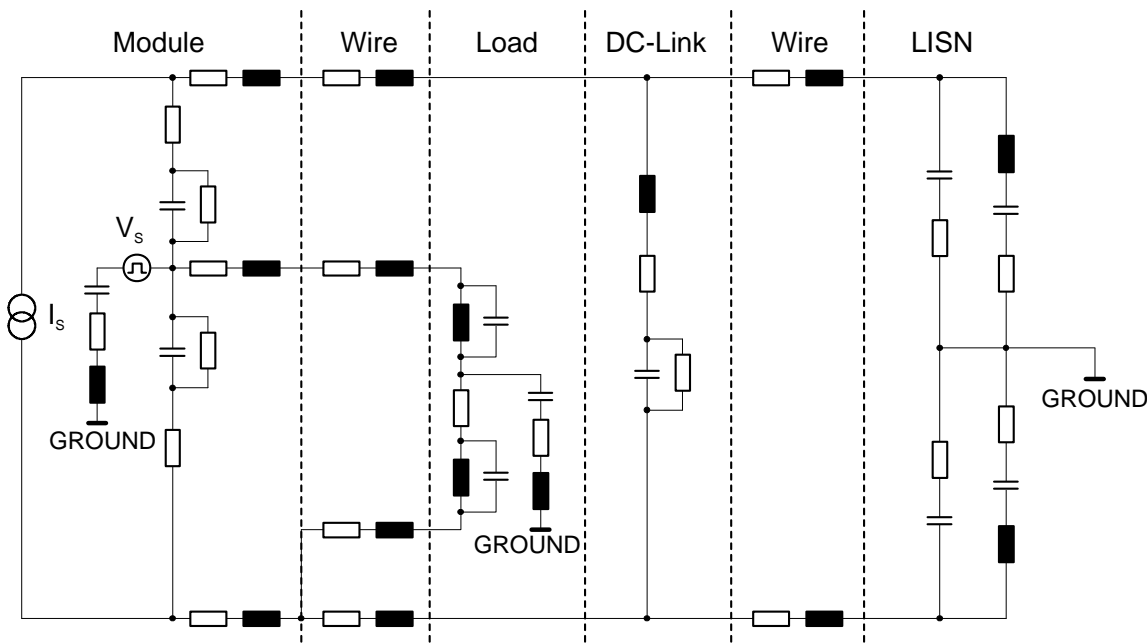 Module
Wire
Load
DC-Link
Wire
LISN
Vs
Is
GROUND
GROUND
GROUND